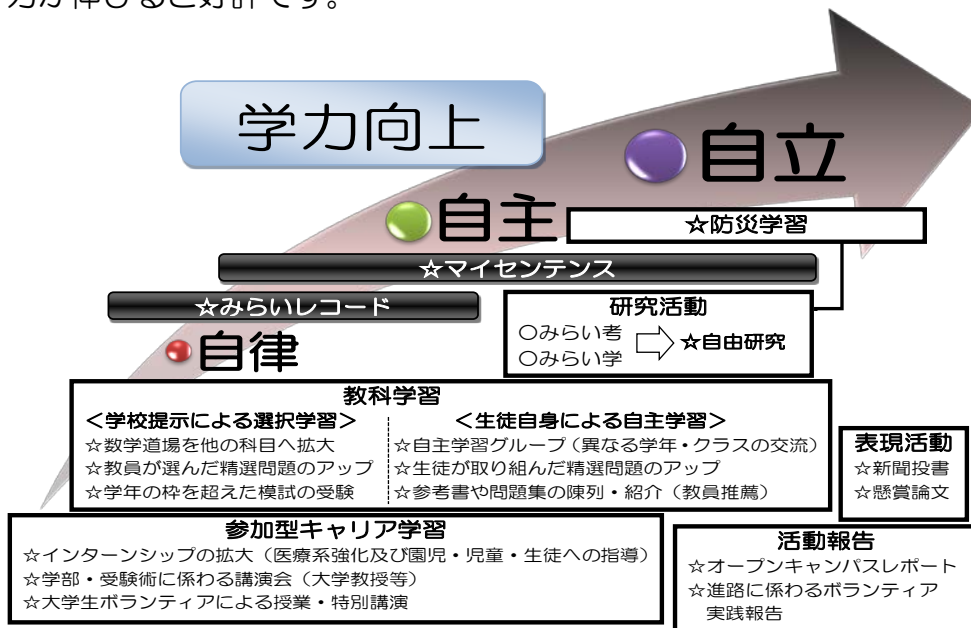 力が伸びると好評です。
学力向上
自立
自主
☆防災学習
☆マイセンテンス
☆みらいレコード
研究活動
○みらい考
○みらい学
☆自由研究
自律
教科学習
＜学校提示による選択学習＞
☆数学道場を他の科目へ拡大
☆教員が選んだ精選問題のアップ
☆学年の枠を超えた模試の受験
＜生徒自身による自主学習＞
☆自主学習グループ（異なる学年・クラスの交流）
☆生徒が取り組んだ精選問題のアップ
☆参考書や問題集の陳列・紹介（教員推薦）
表現活動
☆新聞投書
☆懸賞論文
参加型キャリア学習
☆インターンシップの拡大（医療系強化及び園児・児童・生徒への指導）
☆学部・受験術に係わる講演会（大学教授等）
☆大学生ボランティアによる授業・特別講演
活動報告
☆オープンキャンパスレポート
☆進路に係わるボランティア
実践報告